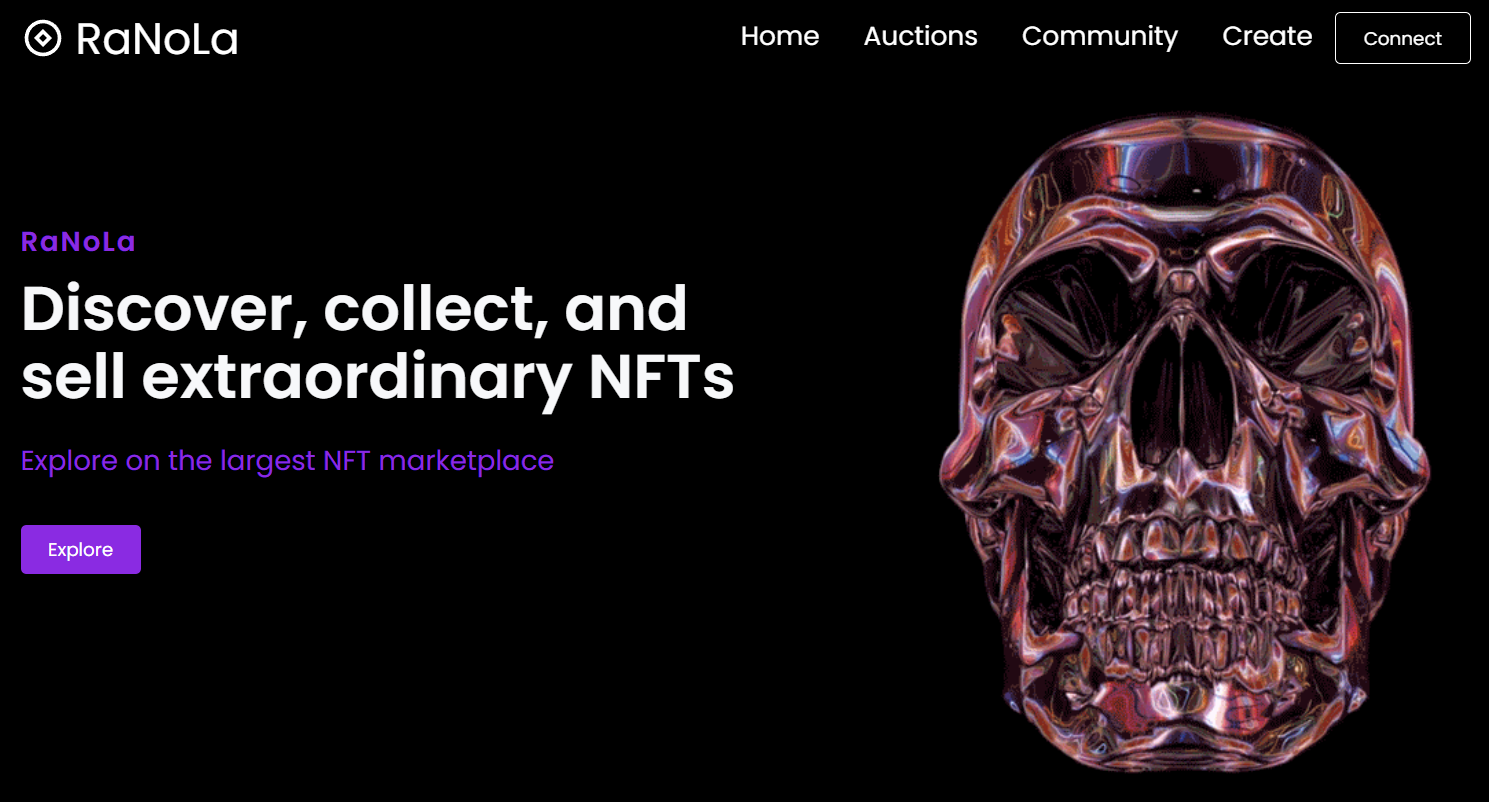 RaNoLa
Home Auctions Community Create Connect
RaNoLa
Discover, collect, and
sell extraordinary NFTs
Explore on the largest NFT marketplace
Explore